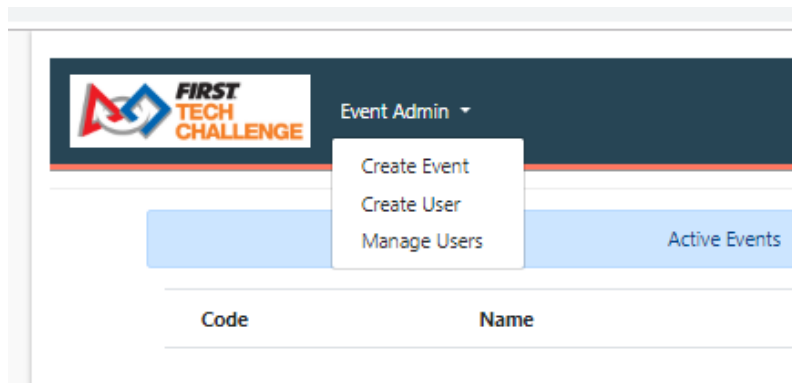 FIRST
TECH
CHALLENGE
Event Admin
Create Event
Create User
Manage Users
Active Events
Code Name